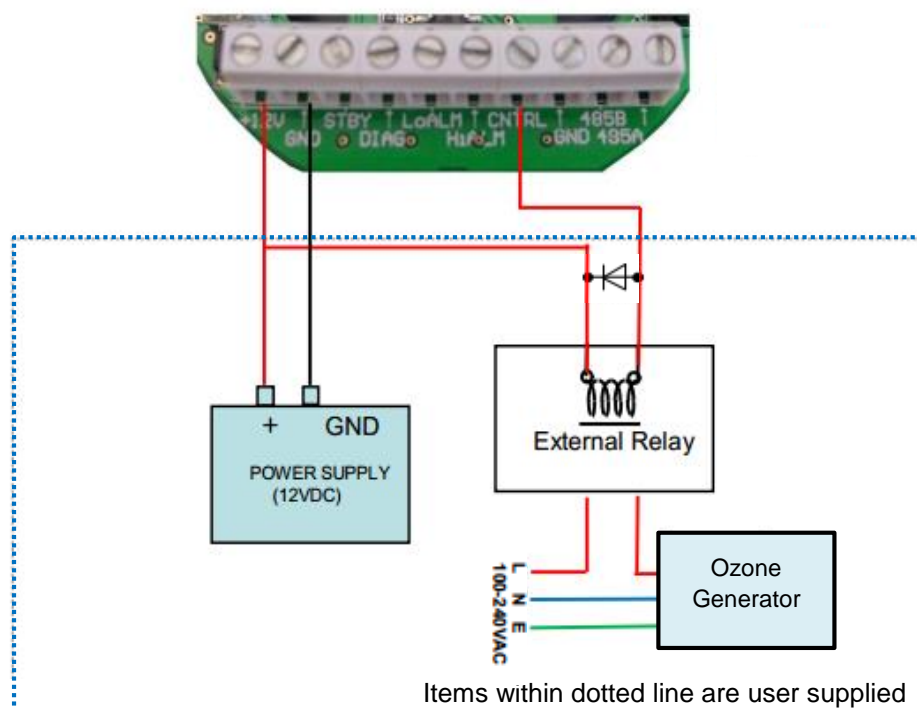 +12V STBY LoALM CNTRL 485B
GND DIAG HiALM GND 485A
+ GND
POWER SUPPLY
(12VDC)
External Relay
L
N
E
100-240VAC
Ozone
Generator
Items within dotted line are user supplied